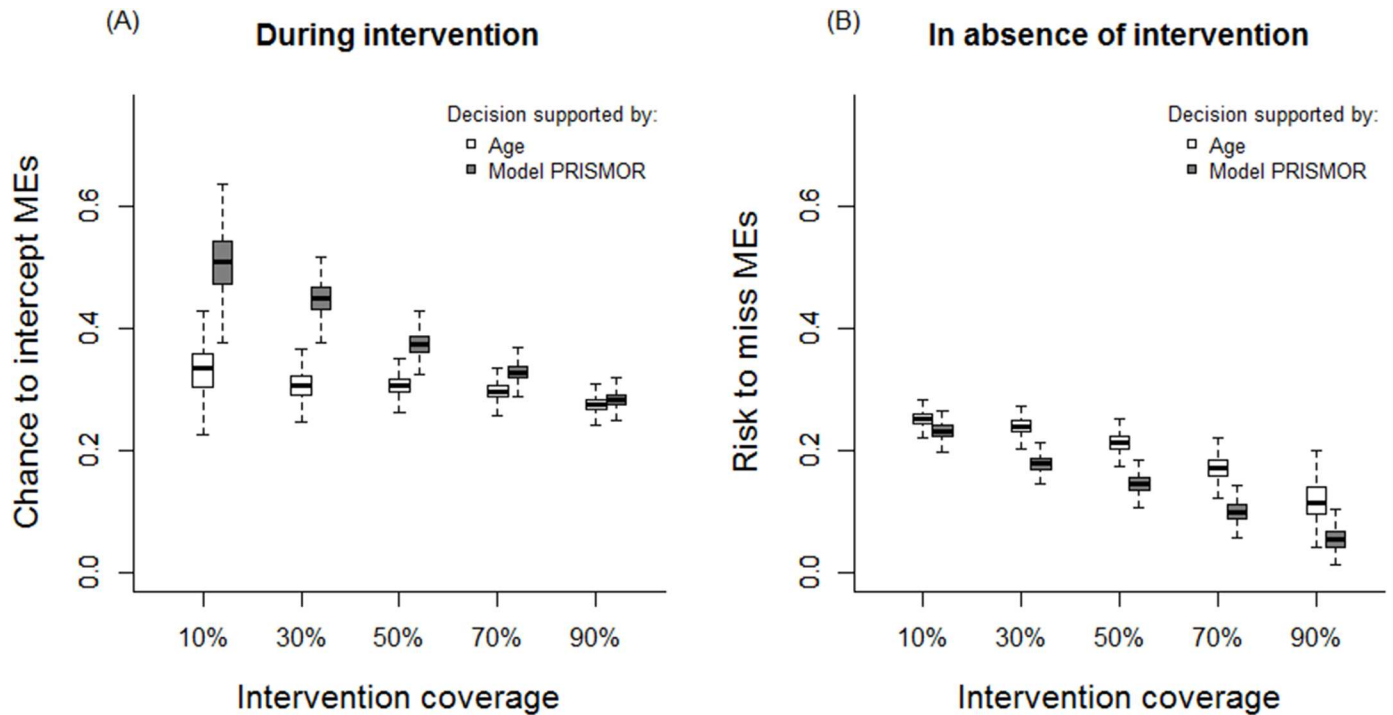 (A)
During intervention
Decision supported by:
Age
Model PRISMOR
Chance to intercept MEs
0.6
0.4
0.2
0.0
10% 30% 50% 70% 90%
Intervention coverage
(B)
In absence of intervention
Decision supported by:
Age
Model PRISMOR
Risk to miss MEs
0.6
0.4
0.2
0.0
10% 30% 50% 70% 90%
Intervention coverage